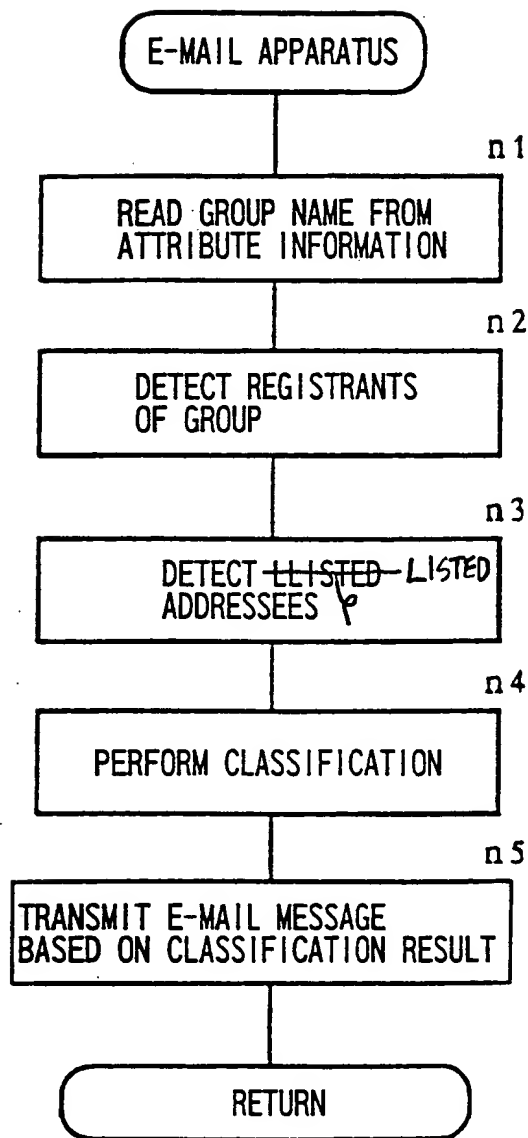 E-MAIL APPARATUS
n1
READ GROUP NAME FROM
ATTRIBUTE INFORMATION
n2
DETECT REGISTRANTS
OF GROUP
n3
DETECT LLISTED LISTED
ADDRESSEES
n4
PERFORM CLASSIFICATION
n5
TRANSMIT E-MAIL MESSAGE
BASED ON CLASSIFICATION RESULT
RETURN